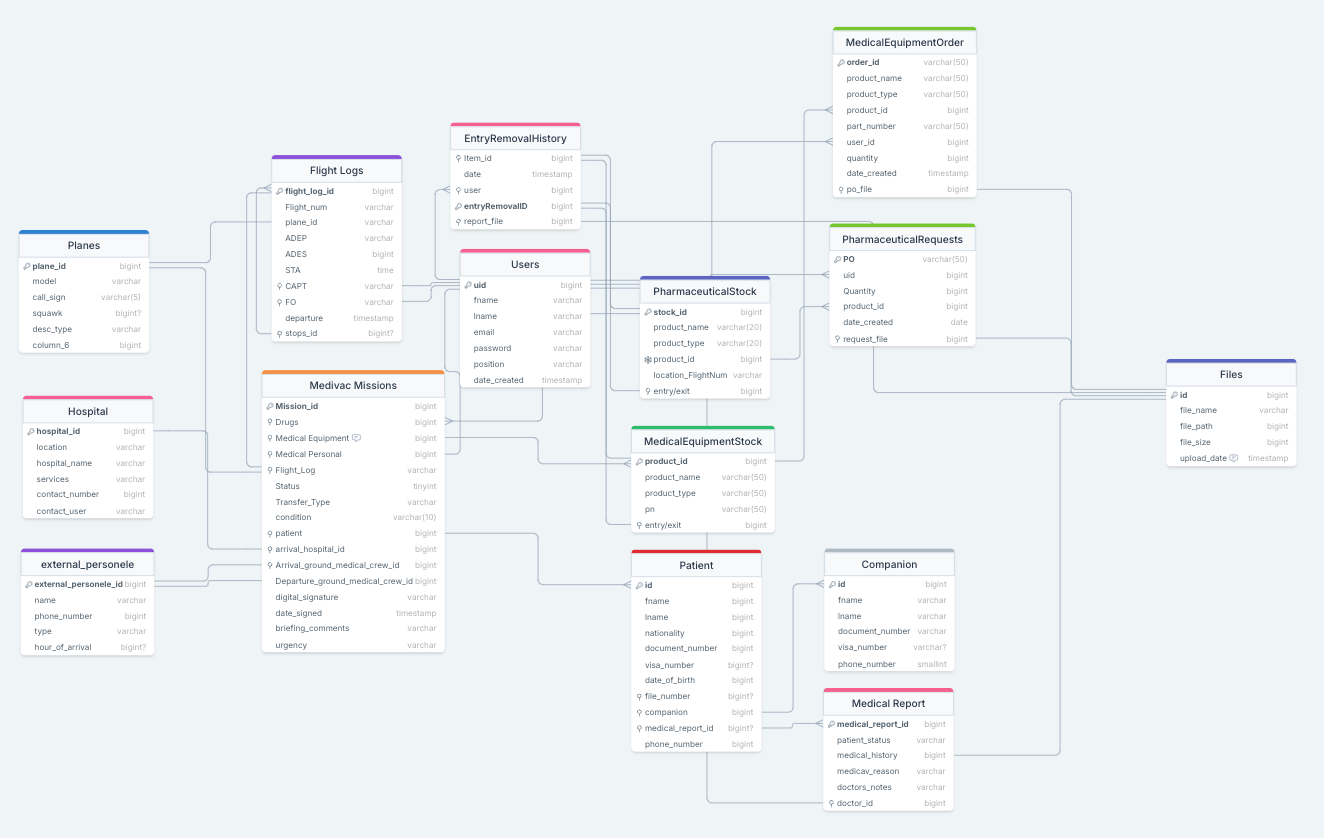 MedicalEquipmentOrder
order_id varchar(50)
product_name varchar(50)
product_type varchar(50)
product_id bigint
part_number varchar(50)
user_id bigint
quantity bigint
date_created timestamp
po_file bigint
EntryRemovalHistory
Item_id bigint
date timestamp
user bigint
entryRemovalID bigint
report_file bigint
Flight Logs
flight_log_id bigint
Flight_num varchar
plane_id varchar
ADEP varchar
ADES bigint
STA time
CAPT varchar
FO varchar
departure timestamp
stops_id bigint?
Planes
plane_id bigint
model varchar
call_sign varchar(5)
squawk bigint?
desc_type varchar
column_6 bigint
Users
uid bigint
fname varchar
lname varchar
email varchar
password varchar
position varchar
date_created timestamp
PharmaceuticalStock
stock_id bigint
product_name varchar(20)
product_type varchar(20)
product_id bigint
location_FlightNum varchar
entry/exit bigint
PharmaceuticalRequests
PO varchar(50)
uid bigint
Quantity bigint
product_id bigint
date_created date
request_file bigint
Files
id bigint
file_name varchar
file_path bigint
file_size bigint
upload_date timestamp
Hospital
hospital_id bigint
location varchar
hospital_name varchar
services varchar
contact_number bigint
contact_user varchar
Medivac Missions
Mission_id bigint
Drugs bigint
Medical Equipment bigint
Medical Personal bigint
Flight_Log varchar
Status tinyint
Transfer_Type varchar
condition varchar(10)
patient bigint
arrival_hospital_id bigint
Arrival_ground_medical_crew_id bigint
Departure_ground_medical_crew_id bigint
digital_signature varchar
date_signed timestamp
briefing_comments varchar
urgency varchar
MedicalEquipmentStock
product_id bigint
product_name varchar(50)
product_type varchar(50)
pn varchar(50)
entry/exit bigint
external_personele
external_personele_id bigint
name varchar
phone_number bigint
type varchar
hour_of_arrival bigint?
Patient
id bigint
fname bigint
lname bigint
nationality bigint
document_number bigint
visa_number bigint?
date_of_birth bigint
file_number bigint?
companion bigint
medical_report_id bigint?
phone_number bigint
Companion
id bigint
fname varchar
lname varchar
document_number varchar
visa_number varchar?
phone_number smallint
Medical Report
medical_report_id bigint
patient_status varchar
medical_history bigint
medicav_reason varchar
doctors_notes varchar
doctor_id bigint